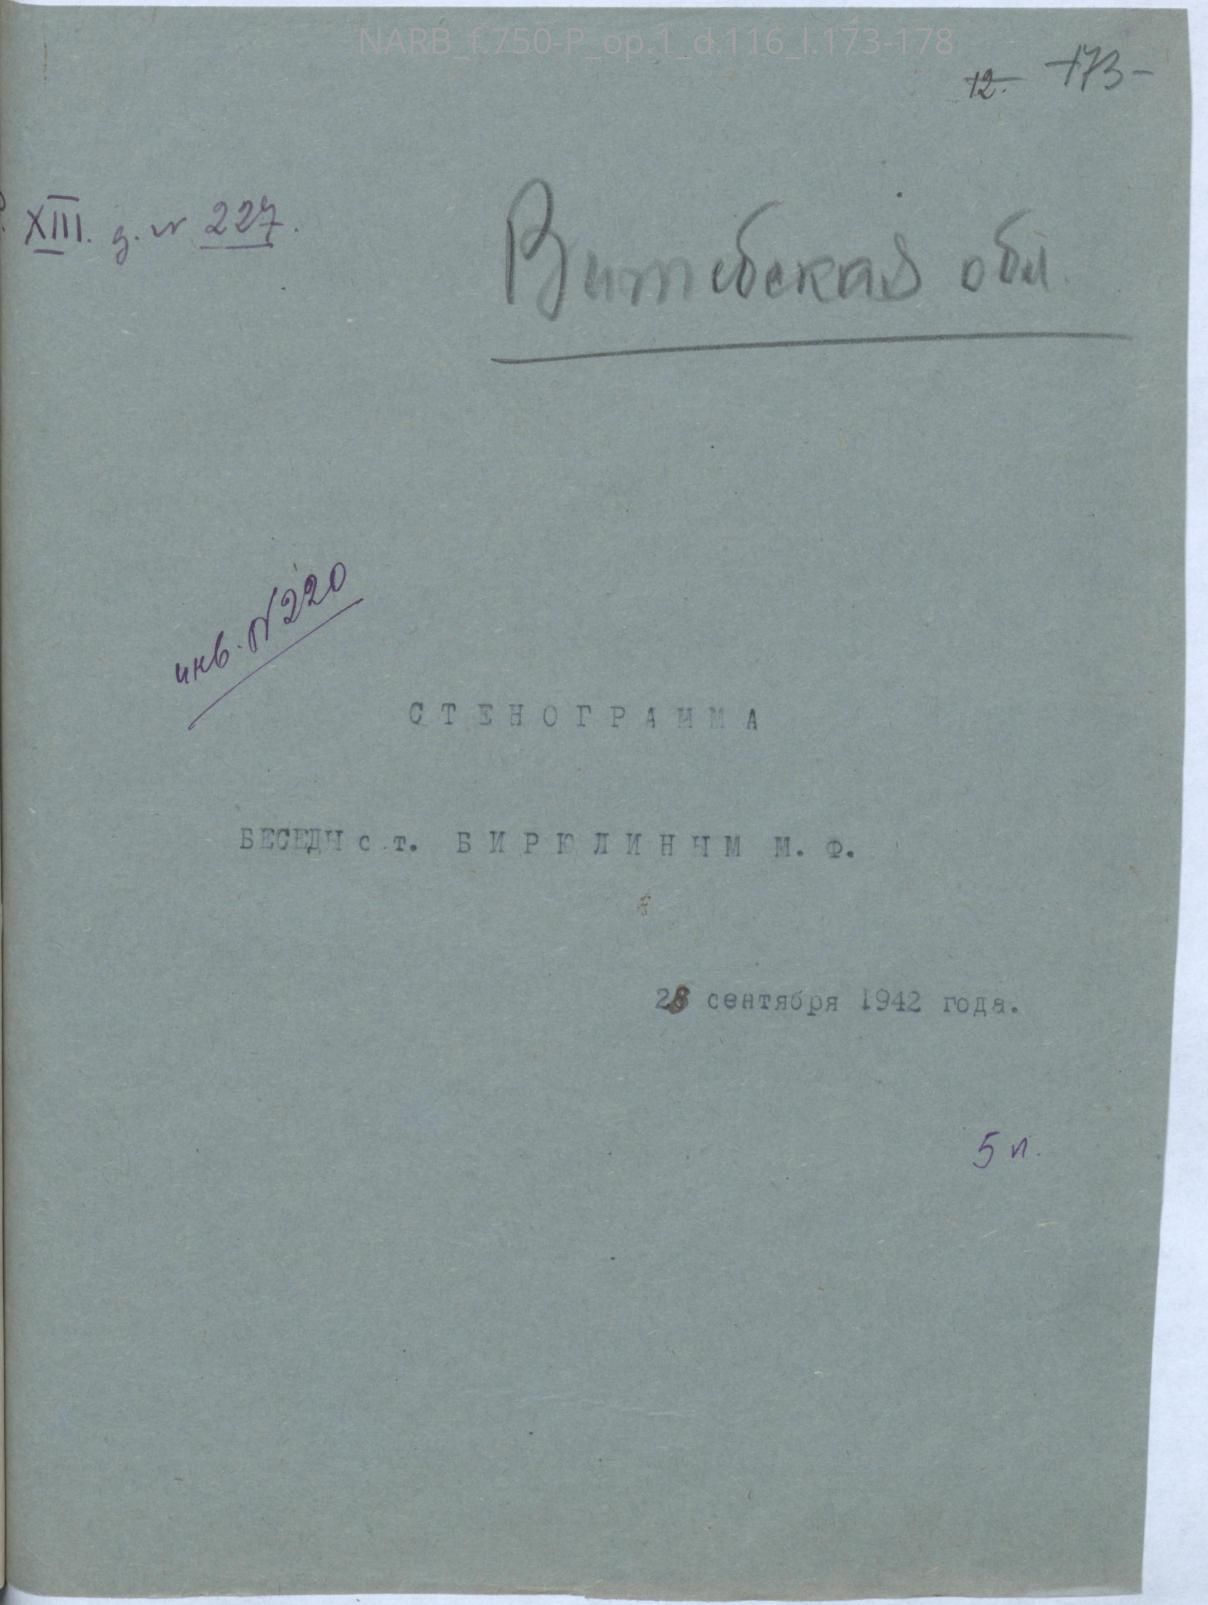 NARB_f.750-P_op.1_d.116_l.173-178
12. -173-
XIII. д. № 227.
Витебская обл.
инв. № 220
СТЕНОГРАММА
БЕСЕДЫ с т. БИРЮЛИНЫМ М. Ф.
28 сентября 1942 года.
5 л.